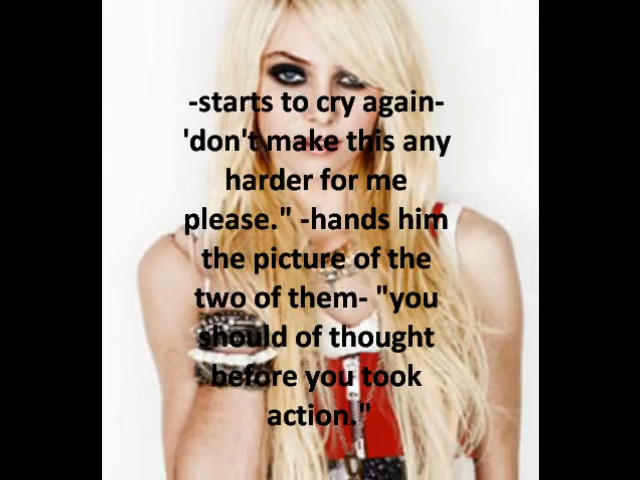 -starts to cry again-
'don't make this any
harder for me
please." -hands him
the picture of the
two of them- "you
should of thought
before you took
action."